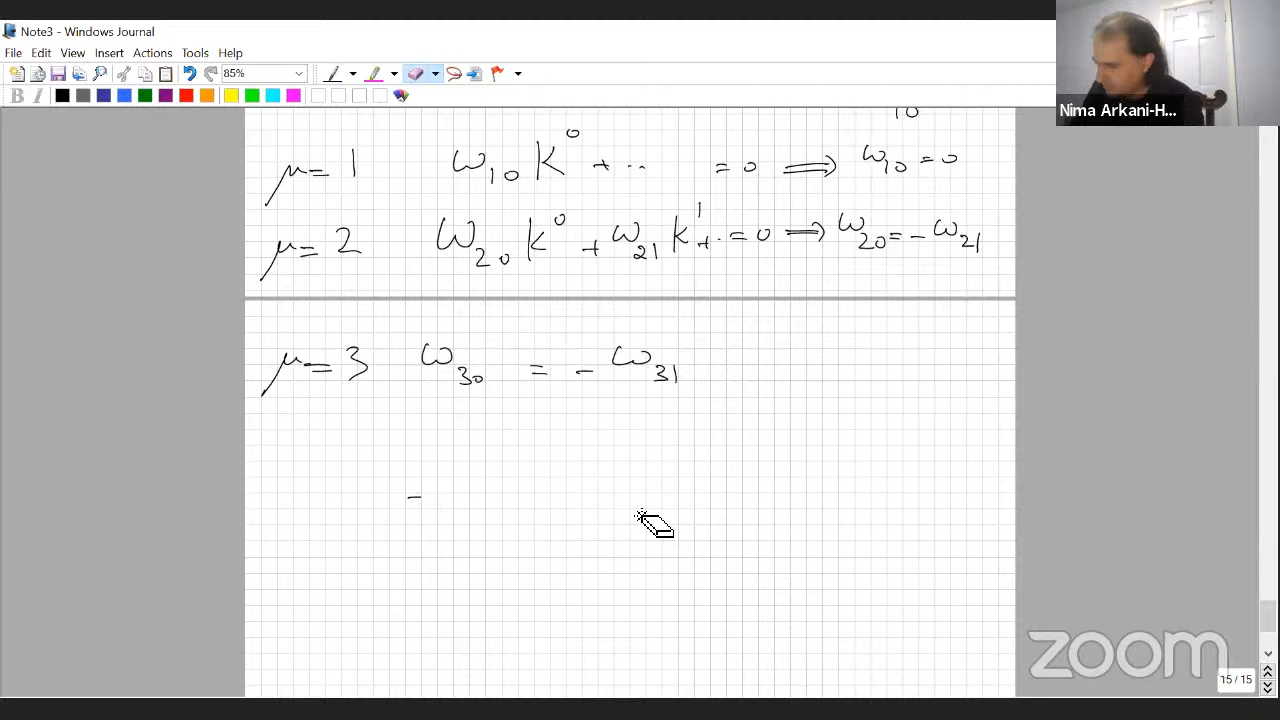 Note3 - Windows Journal
File Edit View Insert Actions Tools Help
85%
B I
Nima Arkani-H...
10
μ = 1 ω₁₀ K⁰ + .. = 0 ⟹ ω₁₀ = 0
μ = 2 ω₂₀ K⁰ + ω₂₁ K¹ + .. = 0 ⟹ ω₂₀ = - ω₂₁
μ = 3 ω₃₀ = - ω₃₁
-
zoom
15 / 15